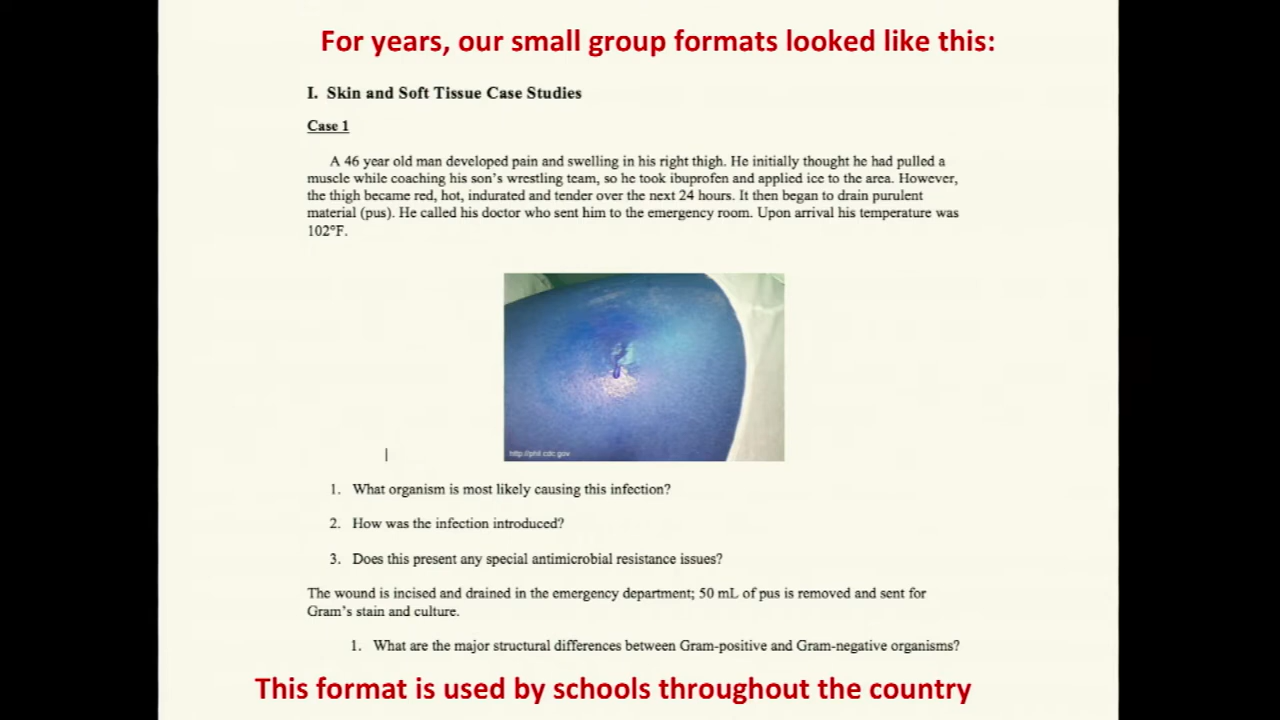 For years, our small group formats looked like this:
I. Skin and Soft Tissue Case Studies
Case 1
A 46 year old man developed pain and swelling in his right thigh. He initially thought he had pulled a
muscle while coaching his son's wrestling team, so he took ibuprofen and applied ice to the area. However,
the thigh became red, hot, indurated and tender over the next 24 hours. It then began to drain purulent
material (pus). He called his doctor who sent him to the emergency room. Upon arrival his temperature was
102°F.
http://phil.cdc.gov
1. What organism is most likely causing this infection?
2. How was the infection introduced?
3. Does this present any special antimicrobial resistance issues?
The wound is incised and drained in the emergency department; 50 mL of pus is removed and sent for
Gram's stain and culture.
1. What are the major structural differences between Gram-positive and Gram-negative organisms?
This format is used by schools throughout the country